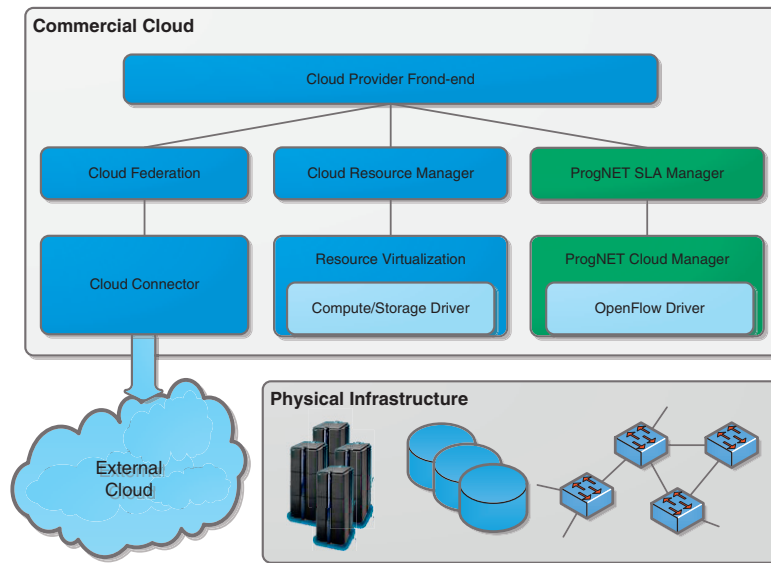 Commercial Cloud
Cloud Provider Frond-end
Cloud Federation
Cloud Resource Manager
ProgNET SLA Manager
Cloud Connector
Resource Virtualization
Compute/Storage Driver
ProgNET Cloud Manager
OpenFlow Driver
External
Cloud
Physical Infrastructure